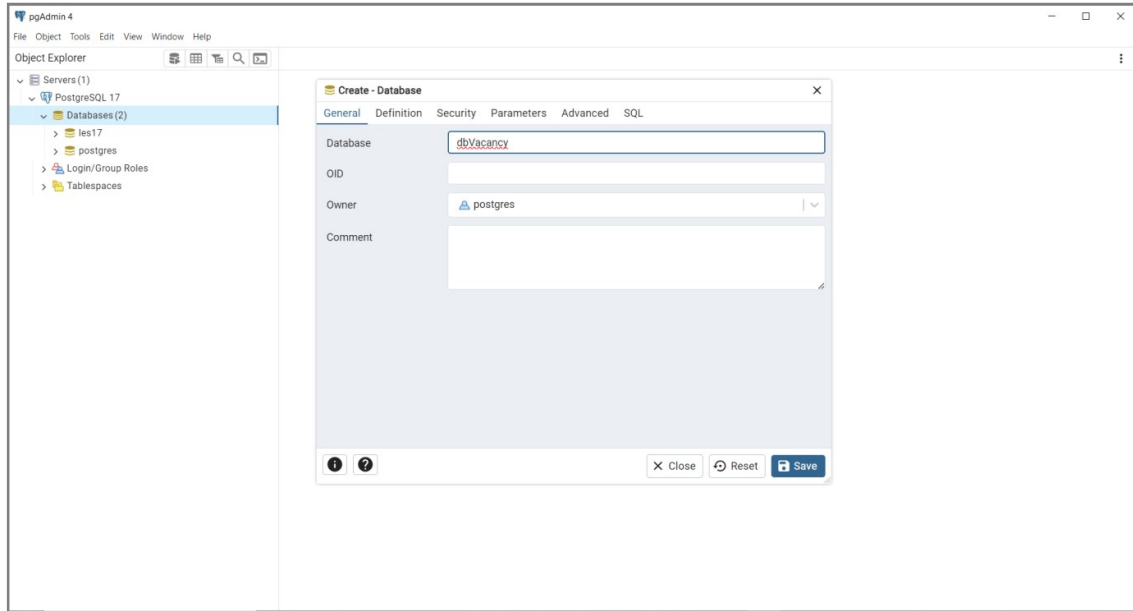 pgAdmin 4
File Object Tools Edit View Window Help
Object Explorer
Servers (1)
PostgreSQL 17
Databases (2)
les17
postgres
Login/Group Roles
Tablespaces
Create - Database
General Definition Security Parameters Advanced SQL
Database dbVacancy
OID
Owner postgres
Comment
Close Reset Save